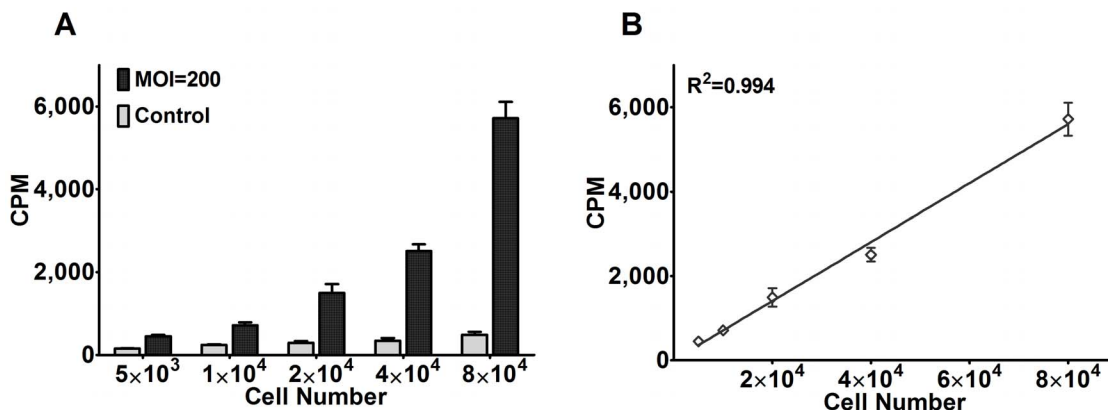 A
MOI=200
Control
CPM
6,000
4,000
2,000
0
5×10³
1×10⁴
2×10⁴
4×10⁴
8×10⁴
Cell Number
B
R²=0.994
CPM
6,000
4,000
2,000
0
2×10⁴
4×10⁴
6×10⁴
8×10⁴
Cell Number